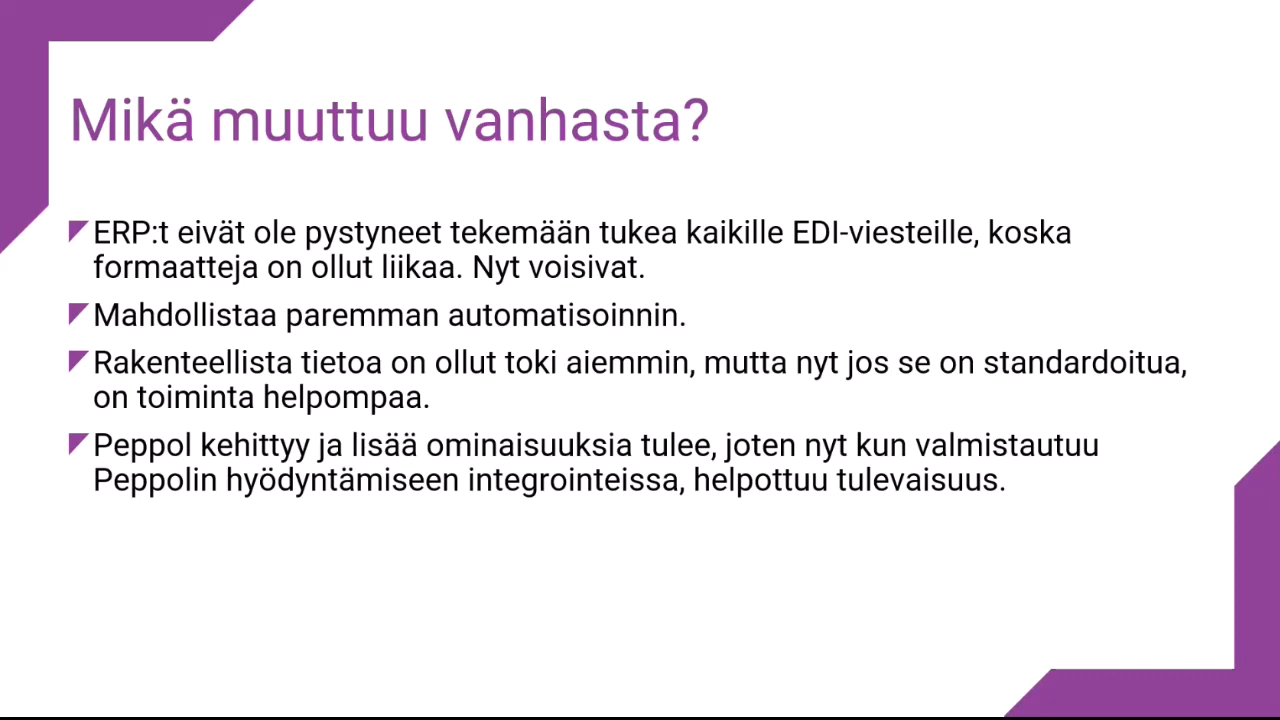 Mikä muuttuu vanhasta?
ERP:t eivät ole pystyneet tekemään tukea kaikille EDI-viesteille, koska
formaatteja on ollut liikaa. Nyt voisivat.
Mahdollistaa paremman automatisoinnin.
Rakenteellista tietoa on ollut toki aiemmin, mutta nyt jos se on standardoitua,
on toiminta helpompaa.
Peppol kehittyy ja lisää ominaisuuksia tulee, joten nyt kun valmistautuu
Peppolin hyödyntämiseen integrointeissa, helpottuu tulevaisuus.